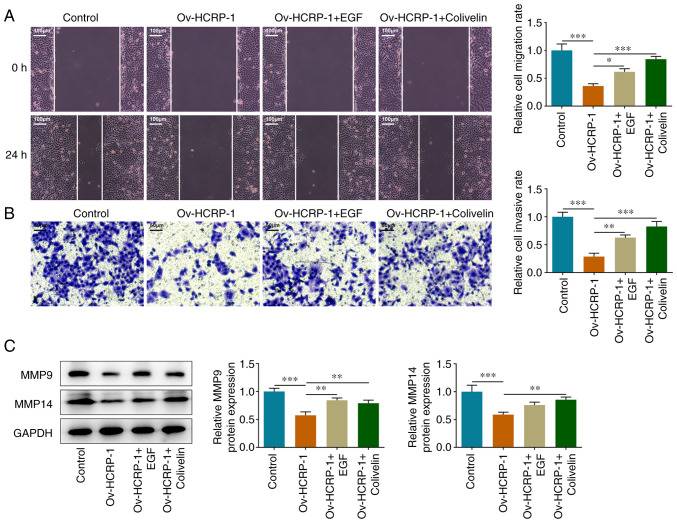 A
Control
Ov-HCRP-1
Ov-HCRP-1+EGF
Ov-HCRP-1+Colivelin
0 h
100μm
100μm
100μm
100μm
24 h
100μm
100μm
100μm
100μm
Relative cell migration rate
1.5
1.0
0.5
0.0
***
***
*
Control
Ov-HCRP-1
Ov-HCRP-1+
EGF
Ov-HCRP-1+
Colivelin
B
Control
Ov-HCRP-1
Ov-HCRP-1+EGF
Ov-HCRP-1+Colivelin
Relative cell invasive rate
1.5
1.0
0.5
0.0
***
***
**
Control
Ov-HCRP-1
Ov-HCRP-1+
EGF
Ov-HCRP-1+
Colivelin
C
MMP9
MMP14
GAPDH
Control
Ov-HCRP-1
Ov-HCRP-1+
EGF
Ov-HCRP-1+
Colivelin
Relative MMP9
protein expression
1.5
1.0
0.5
0.0
***
**
**
Control
Ov-HCRP-1
Ov-HCRP-1+
EGF
Ov-HCRP-1+
Colivelin
Relative MMP14
protein expression
1.5
1.0
0.5
0.0
***
**
Control
Ov-HCRP-1
Ov-HCRP-1+
EGF
Ov-HCRP-1+
Colivelin